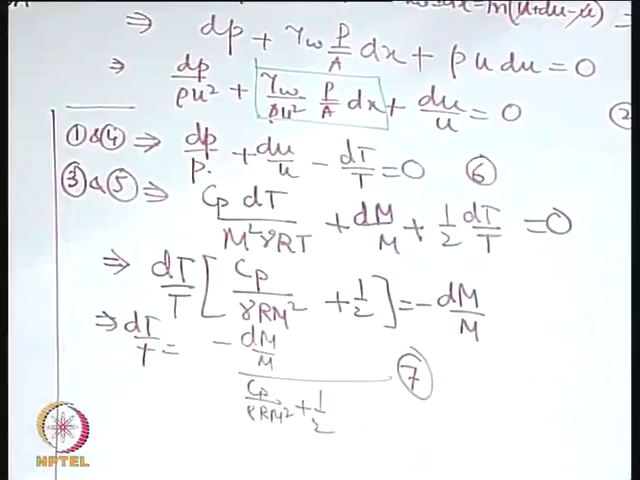 ⇒ dp + τw P/A dx + ρ u du = 0
⇒ dp/ρu² + τw/ρu² P/A dx + du/u = 0 (2
① & ④ ⇒ dp/p. + du/u - dT/T = 0 ⑥
③ & ⑤ ⇒ Cp dT/M²γRT + dM/M + 1/2 dT/T = 0
⇒ dT/T [ Cp/γRM² + 1/2 ] = - dM/M
⇒ dT/T = - dM/M / Cp/γRM² + 1/2 ⑦
NPTEL